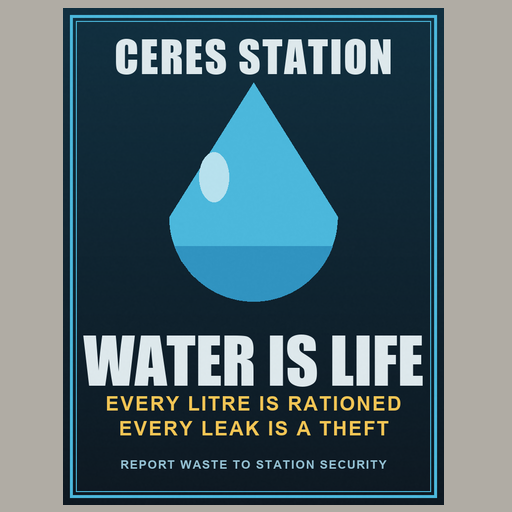 CERES STATION
WATER IS LIFE
EVERY LITRE IS RATIONED
EVERY LEAK IS A THEFT
REPORT WASTE TO STATION SECURITY